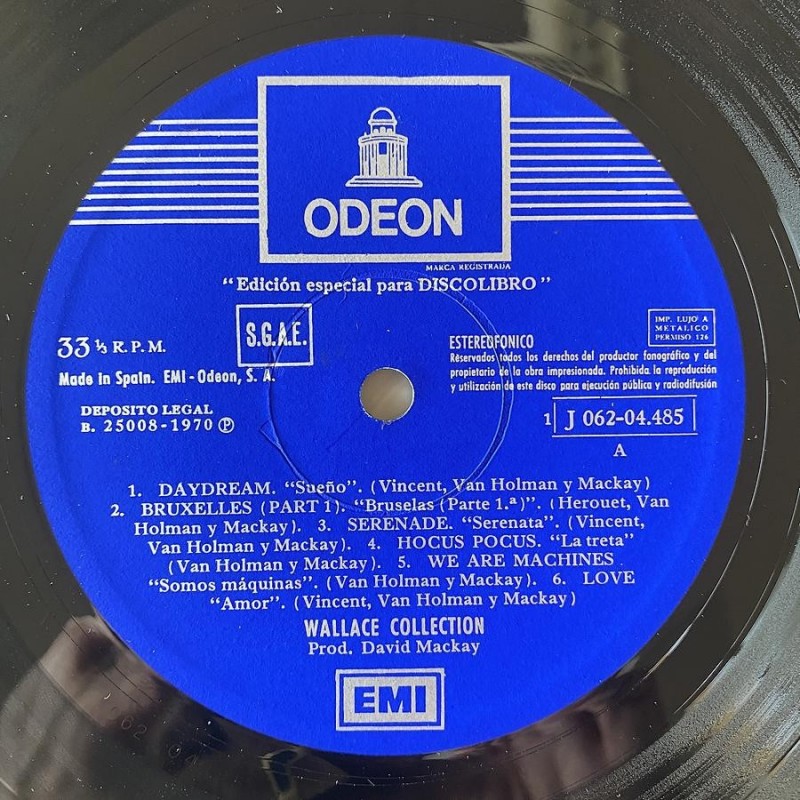 ODEON
MARCA REGISTRADA
"Edición especial para DISCOLIBRO"
S.G.A.E.
33 ⅓ R. P. M.
Made in Spain. EMI - Odeon, S. A.
DEPOSITO LEGAL
B. 25008-1970 Ⓟ
IMP. LUJO A
METALICO
PERMISO 126
ESTEREOFONICO
Reservados todos los derechos del productor fonográfico y del
propietario de la obra impresionada. Prohibida la reproducción
y utilización de este disco para ejecución pública y radiodifusión
1 J 062-04.485
A
1. DAYDREAM. "Sueño". (Vincent, Van Holman y Mackay)
2. BRUXELLES (PART 1). "Bruselas (Parte 1.ª)". (Herouet, Van
Holman y Mackay). 3. SERENADE. "Serenata". (Vincent,
Van Holman y Mackay). 4. HOCUS POCUS. "La treta"
(Van Holman y Mackay). 5. WE ARE MACHINES
"Somos máquinas". (Van Holman y Mackay). 6. LOVE
"Amor". (Vincent, Van Holman y Mackay)
WALLACE COLLECTION
Prod. David Mackay
EMI